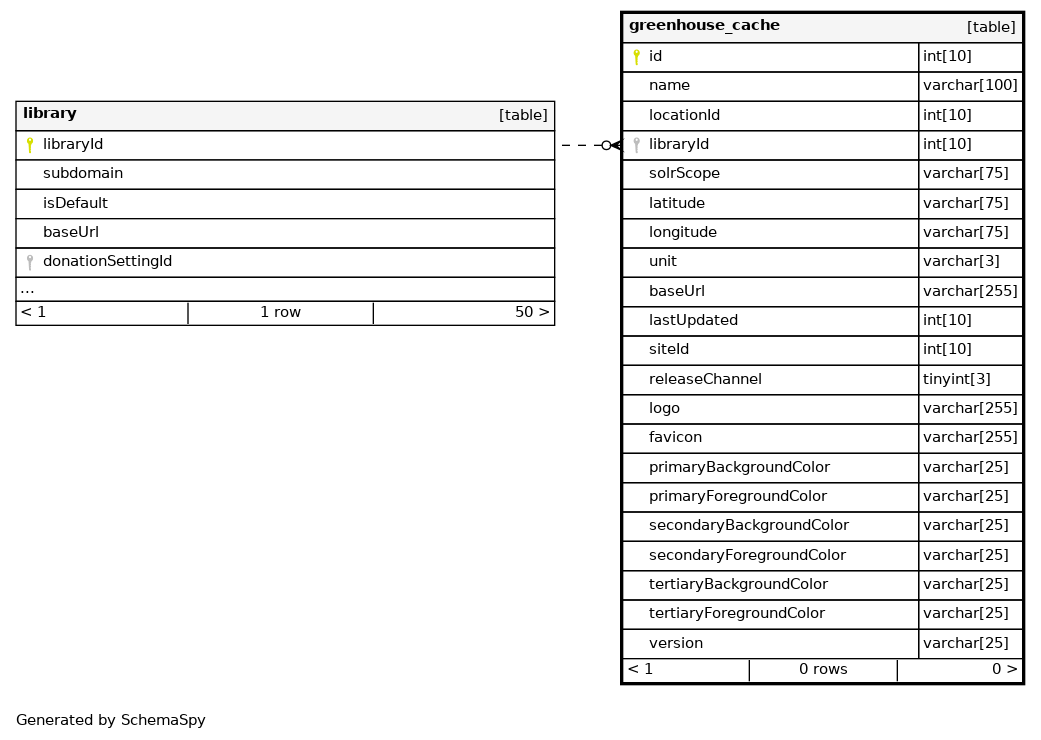 library [table]
libraryId
subdomain
isDefault
baseUrl
donationSettingId
...
< 1 1 row 50 >
greenhouse_cache [table]
id int[10]
name varchar[100]
locationId int[10]
libraryId int[10]
solrScope varchar[75]
latitude varchar[75]
longitude varchar[75]
unit varchar[3]
baseUrl varchar[255]
lastUpdated int[10]
siteId int[10]
releaseChannel tinyint[3]
logo varchar[255]
favicon varchar[255]
primaryBackgroundColor varchar[25]
primaryForegroundColor varchar[25]
secondaryBackgroundColor varchar[25]
secondaryForegroundColor varchar[25]
tertiaryBackgroundColor varchar[25]
tertiaryForegroundColor varchar[25]
version varchar[25]
< 1 0 rows 0 >
Generated by SchemaSpy